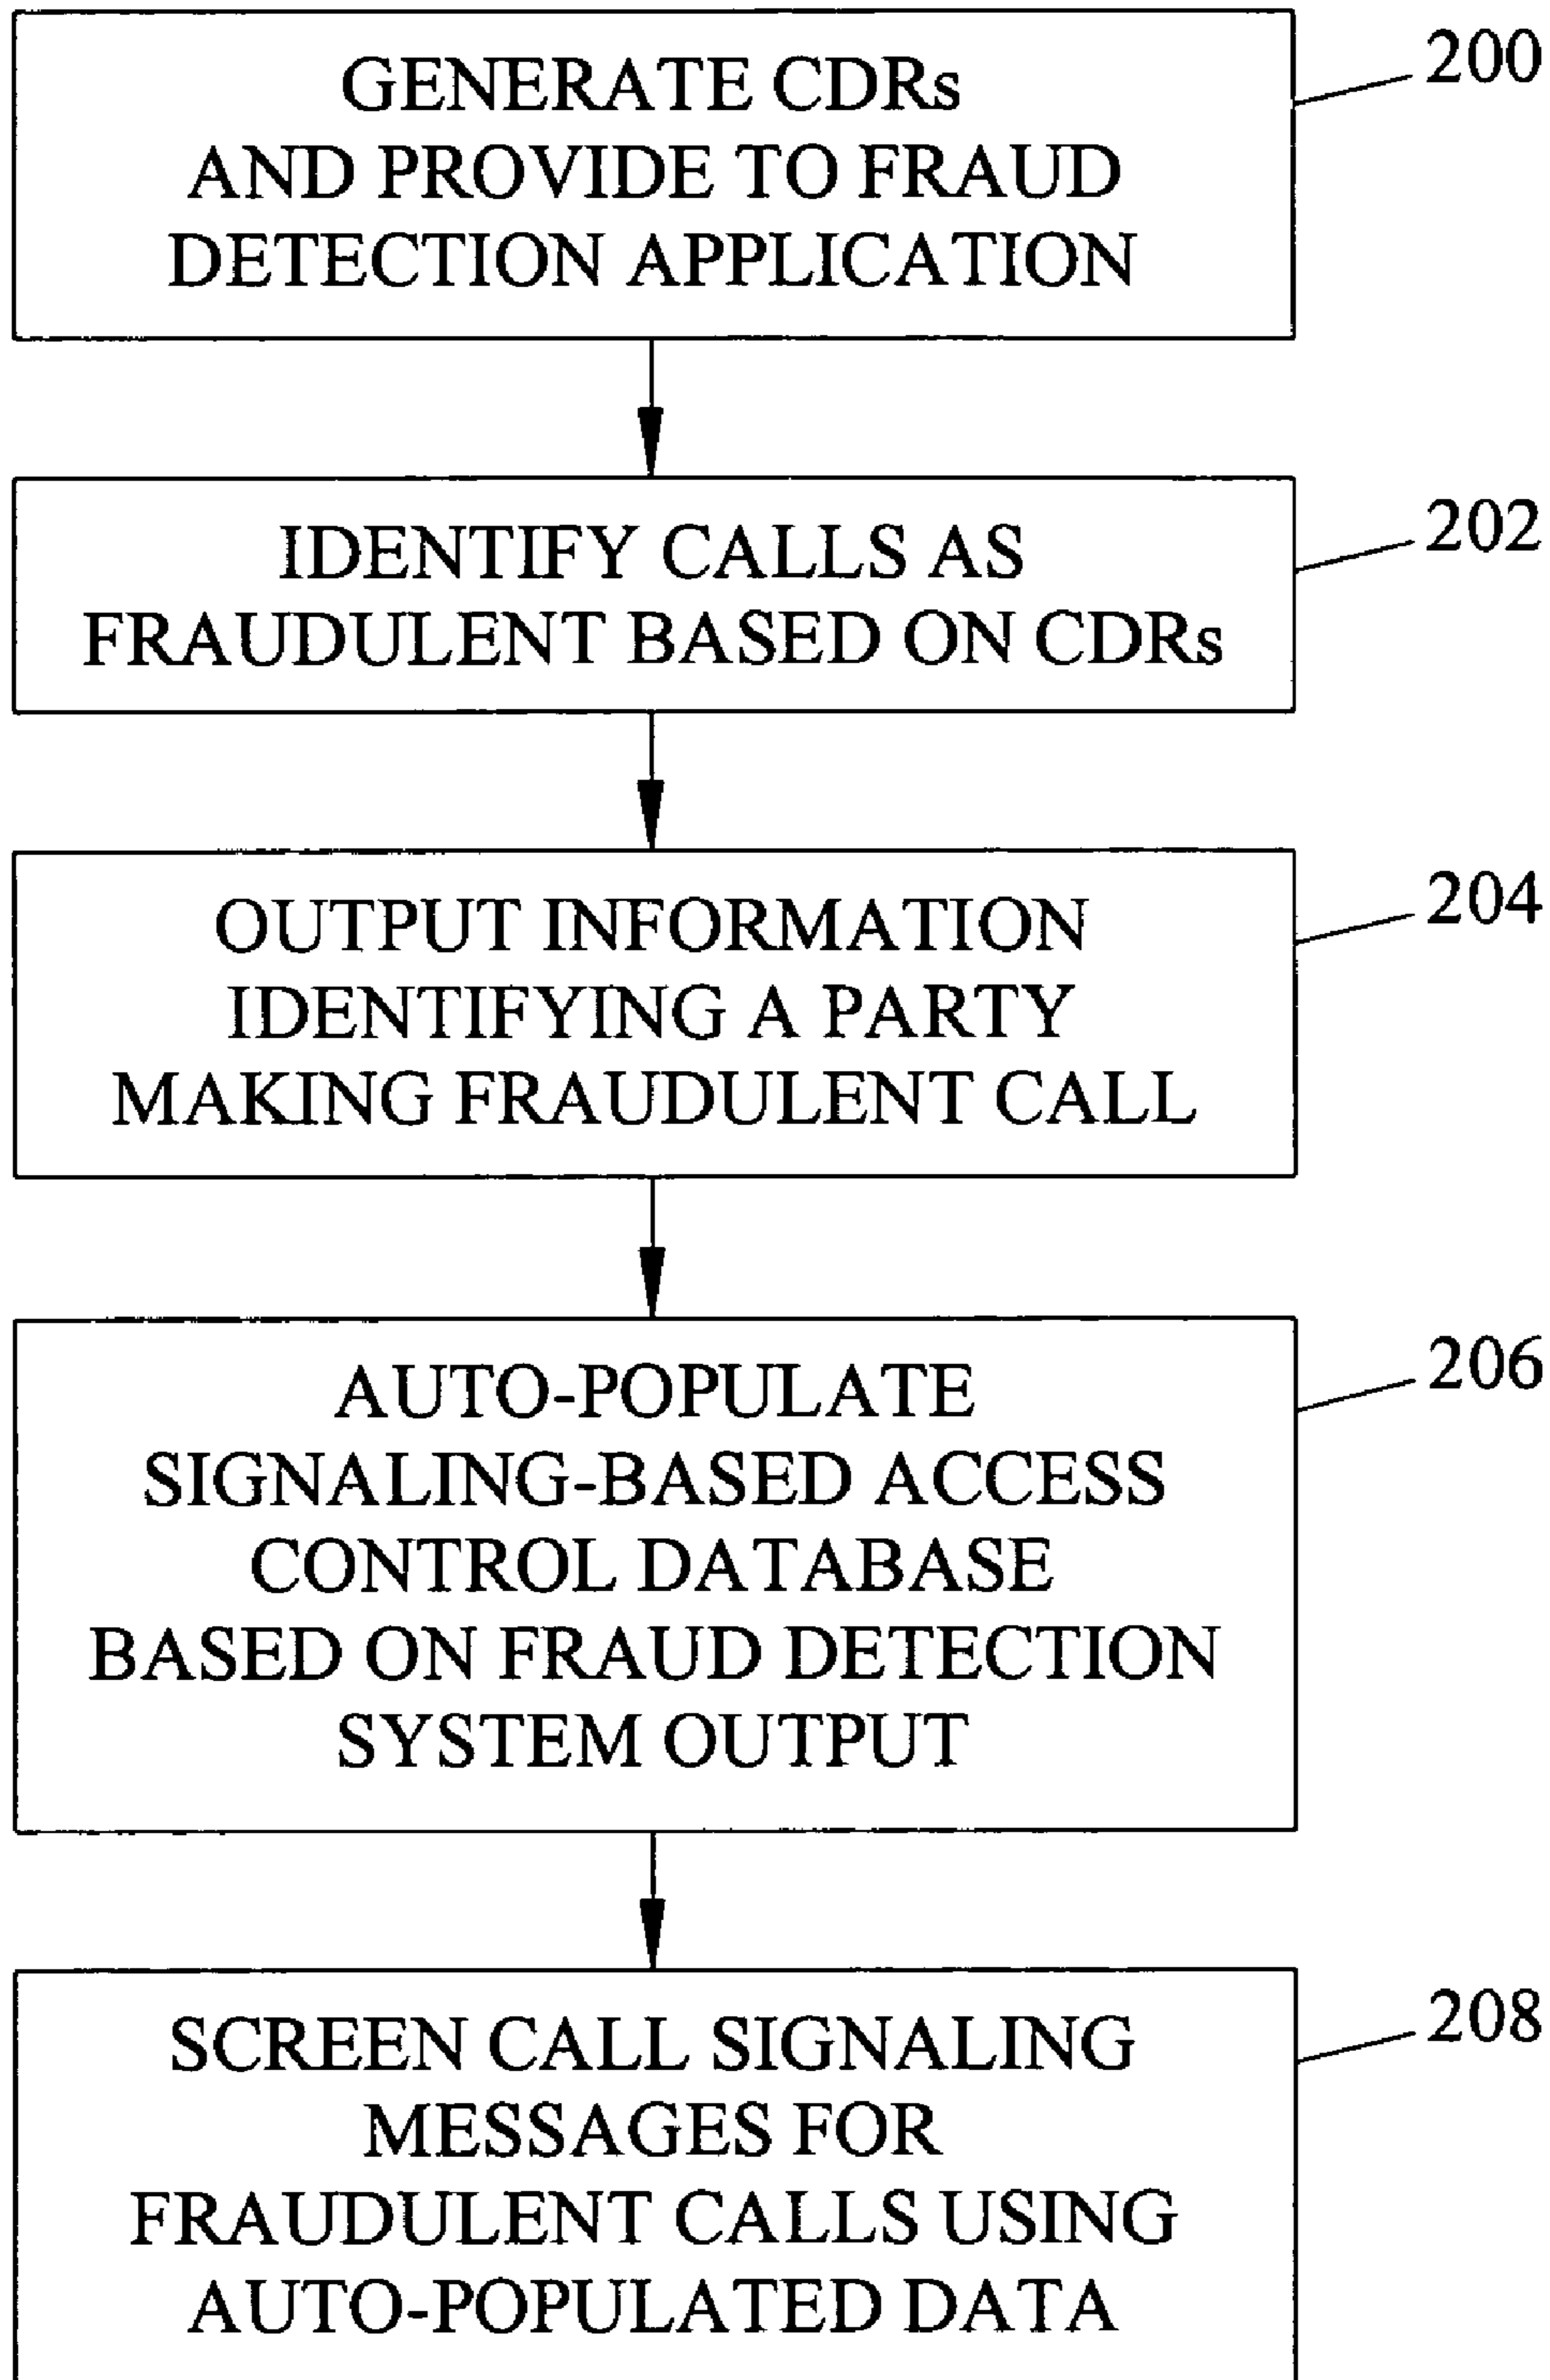 GENERATE CDRs
AND PROVIDE TO FRAUD
DETECTION APPLICATION
200
IDENTIFY CALLS AS
FRAUDULENT BASED ON CDRs
202
OUTPUT INFORMATION
IDENTIFYING A PARTY
MAKING FRAUDULENT CALL
204
AUTO-POPULATE
SIGNALING-BASED ACCESS
CONTROL DATABASE
BASED ON FRAUD DETECTION
SYSTEM OUTPUT
206
SCREEN CALL SIGNALING
MESSAGES FOR
FRAUDULENT CALLS USING
AUTO-POPULATED DATA
208